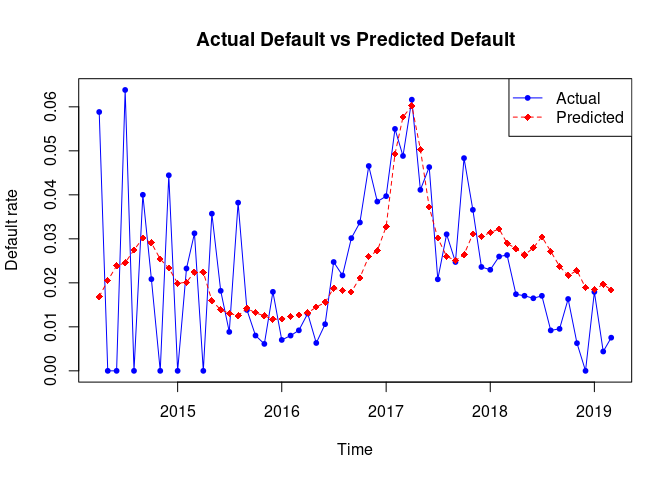 Actual Default vs Predicted Default
Actual
Predicted
Default rate
0.06
0.05
0.04
0.03
0.02
0.01
0.00
2015 2016 2017 2018 2019
Time